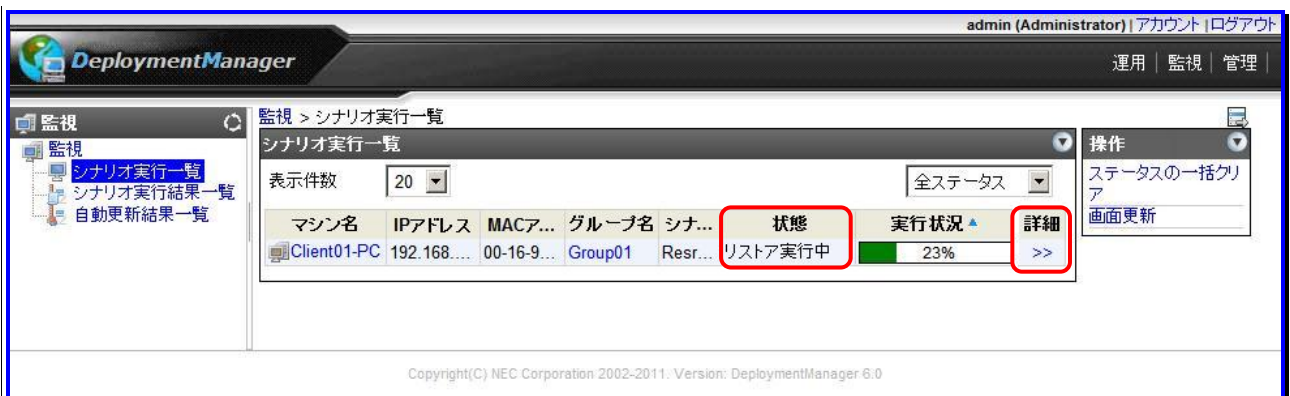 admin (Administrator) | アカウント | ログアウト
DeploymentManager
運用 | 監視 | 管理 |
監視
監視
シナリオ実行一覧
シナリオ実行結果一覧
自動更新結果一覧
監視 > シナリオ実行一覧
シナリオ実行一覧
表示件数 20 全ステータス
マシン名 IPアドレス MACア... グループ名 シナ... 状態 実行状況 詳細
Client01-PC 192.168.... 00-16-9... Group01 Resr... リストア実行中 23% >>
操作
ステータスの一括クリ
ア
画面更新
Copyright(C) NEC Corporation 2002-2011. Version: DeploymentManager 6.0